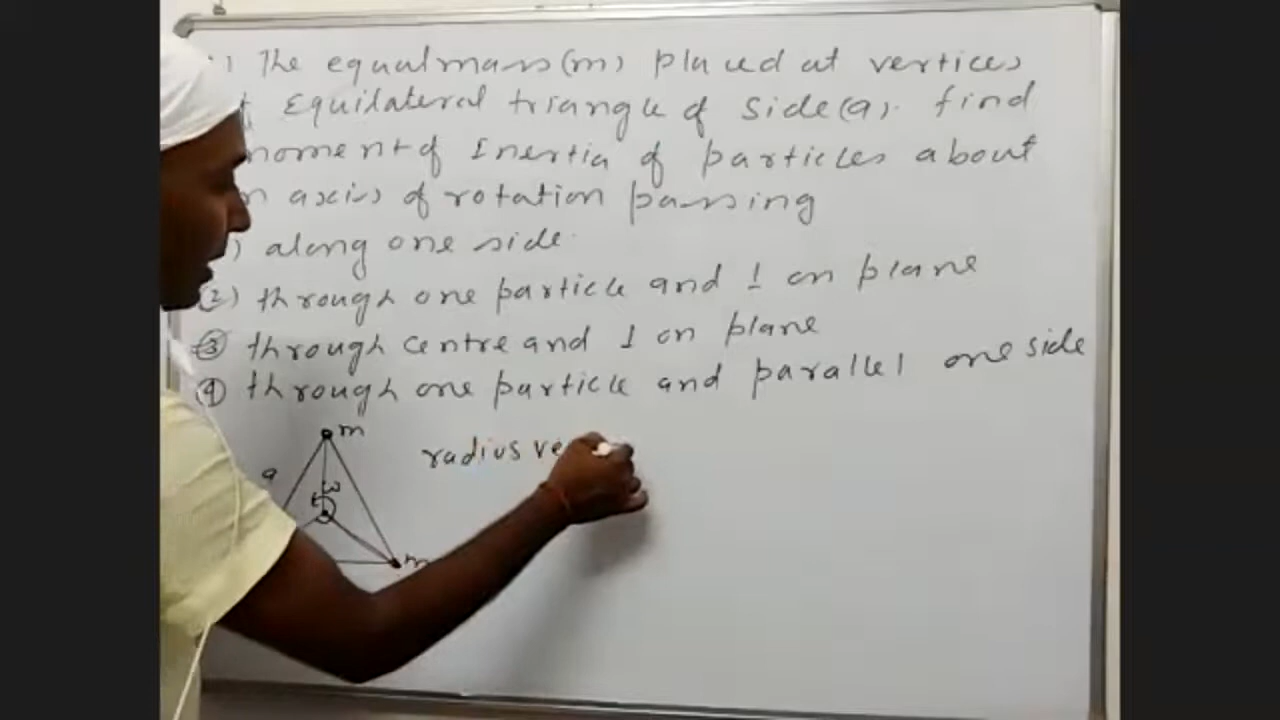 The equal mass (m) placed at vertices
Equilateral triangle of side (a). find
moment of Inertia of particles about
axis of rotation passing
) along one side.
(2) through one particle and ⊥ on plane
(3) through centre and ⊥ on plane
(4) through one particle and parallel one side
m
radius ve
a
ω
m